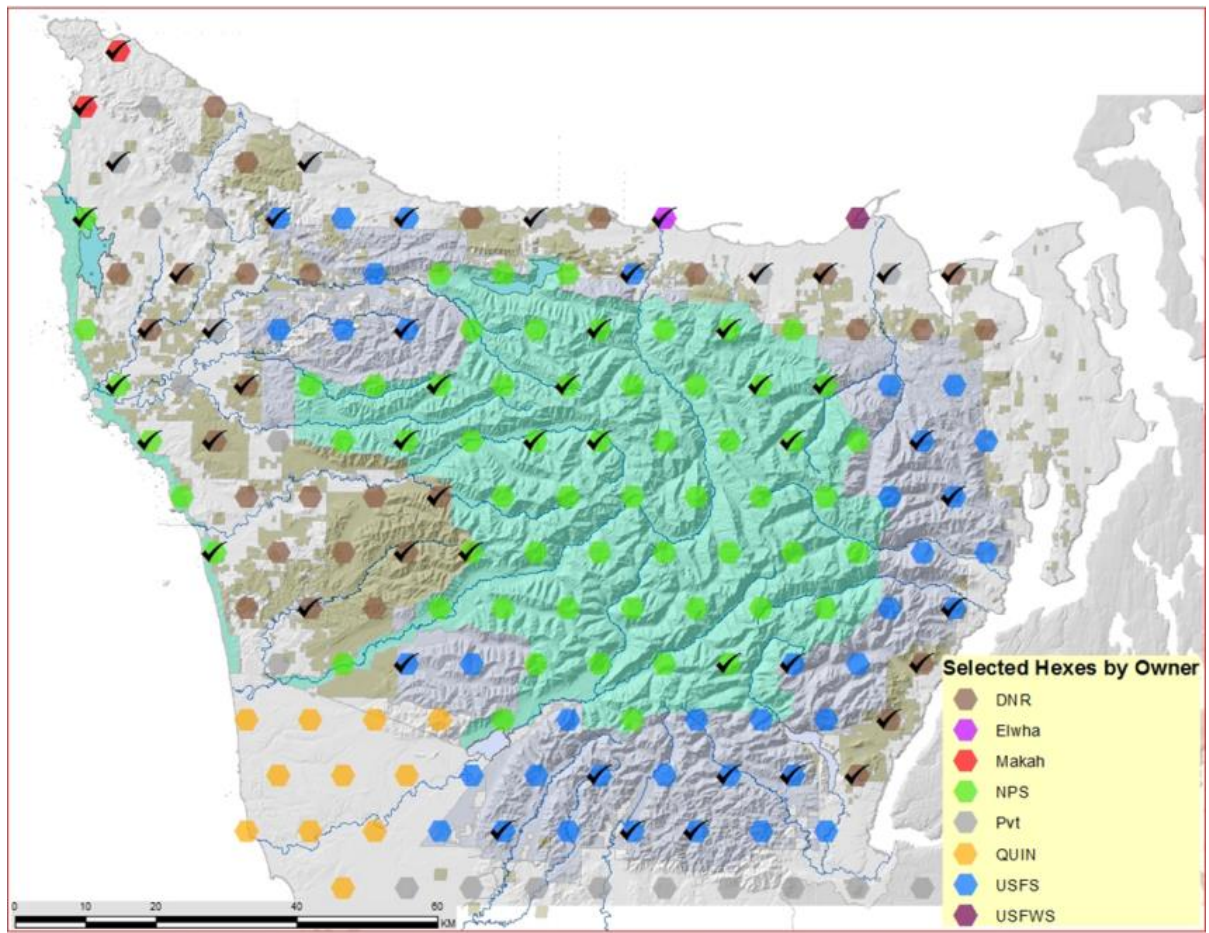 Selected Hexes by Owner
DNR
Elwha
Makah
NPS
Pvt
QUIN
USFS
USFWS
0 10 20 40 60
KM